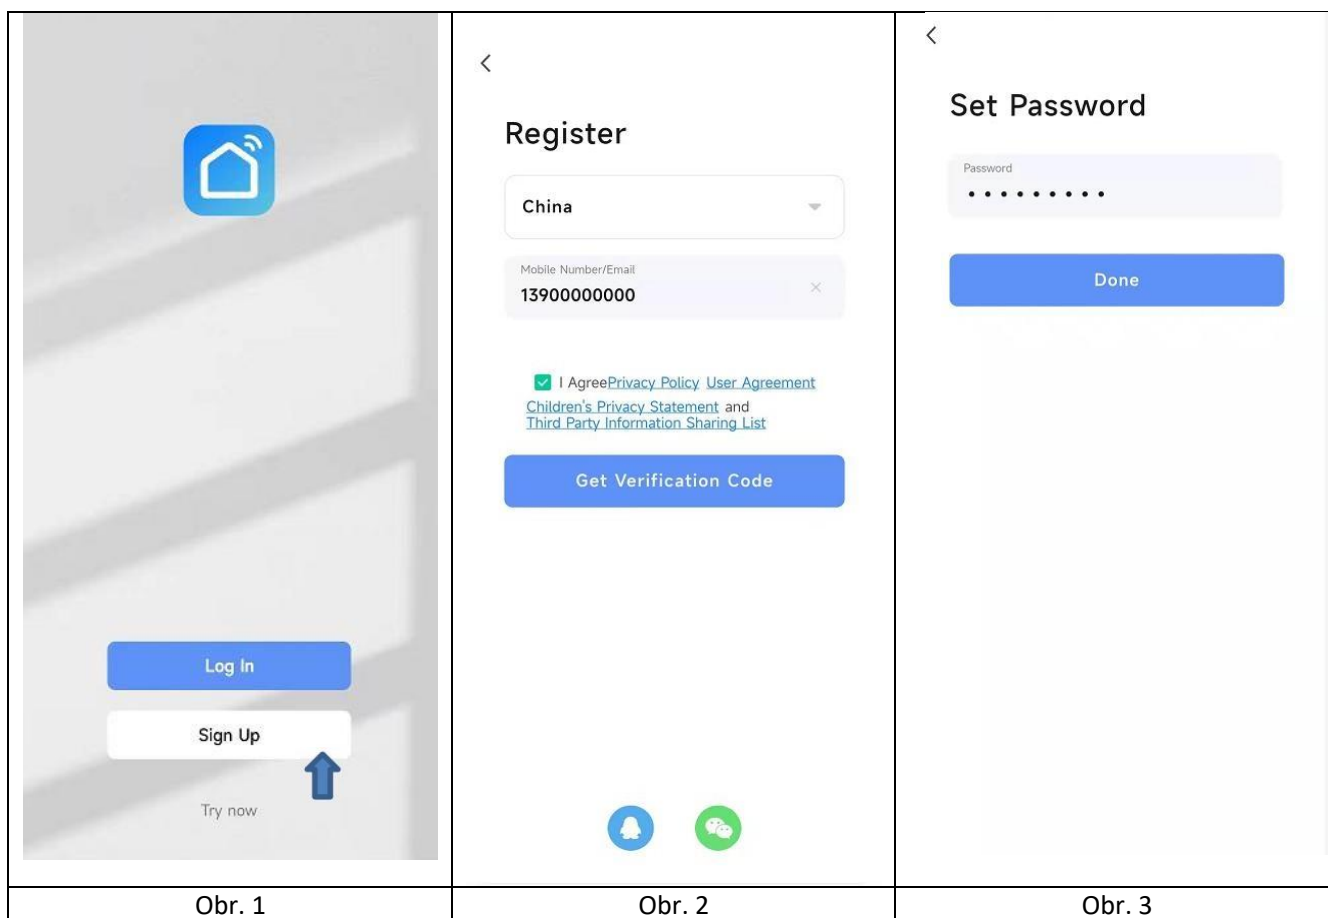 Log In
Sign Up
Try now
Obr. 1
Register
China
Mobile Number/Email
13900000000
I AgreePrivacy Policy User Agreement
Children's Privacy Statement and
Third Party Information Sharing List
Get Verification Code
Obr. 2
Set Password
Password
Done
Obr. 3